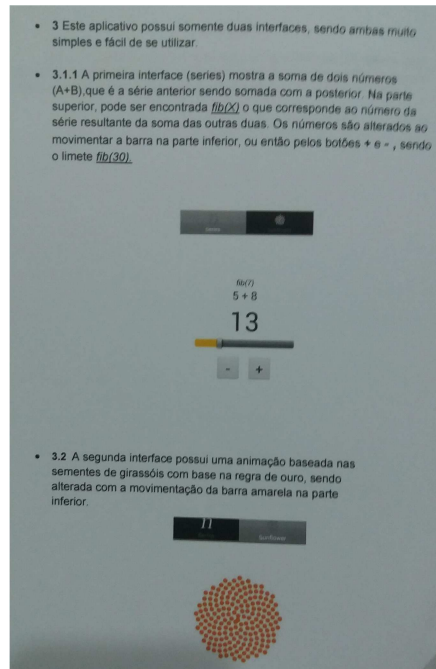 3 Este aplicativo possui somente duas interfaces, sendo ambas muito
simples e fácil de se utilizar.
3.1.1 A primeira interface (series) mostra a soma de dois números
(A+B),que é a série anterior sendo somada com a posterior. Na parte
superior, pode ser encontrada fib(X) o que corresponde ao número da
série resultante da soma das outras duas. Os números são alterados ao
movimentar a barra na parte inferior, ou então pelos botões + e - , sendo
o limete fib(30).
fib(7)
5 + 8
13
- +
3.2 A segunda interface possui uma animação baseada nas
sementes de girassóis com base na regra de ouro, sendo
alterada com a movimentação da barra amarela na parte
inferior.
Sunflower